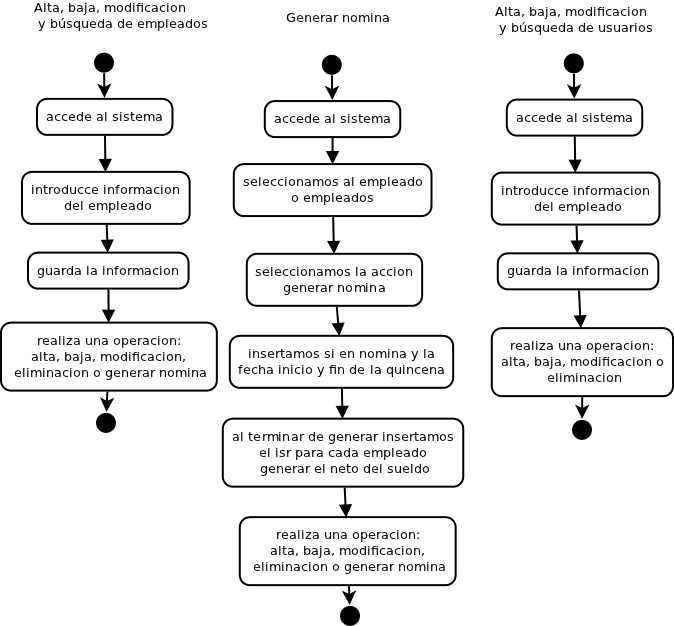 Alta, baja, modificacion
y búsqueda de empleados
accede al sistema
introducce informacion
del empleado
guarda la informacion
realiza una operacion:
alta, baja, modificacion,
eliminacion o generar nomina
Generar nomina
accede al sistema
seleccionamos al empleado
o empleados
seleccionamos la accion
generar nomina
insertamos si en nomina y la
fecha inicio y fin de la quincena
al terminar de generar insertamos
el isr para cada empleado
generar el neto del sueldo
realiza una operacion:
alta, baja, modificacion,
eliminacion o generar nomina
Alta, baja, modificacion
y búsqueda de usuarios
accede al sistema
introducce informacion
del empleado
guarda la informacion
realiza una operacion:
alta, baja, modificacion o
eliminacion